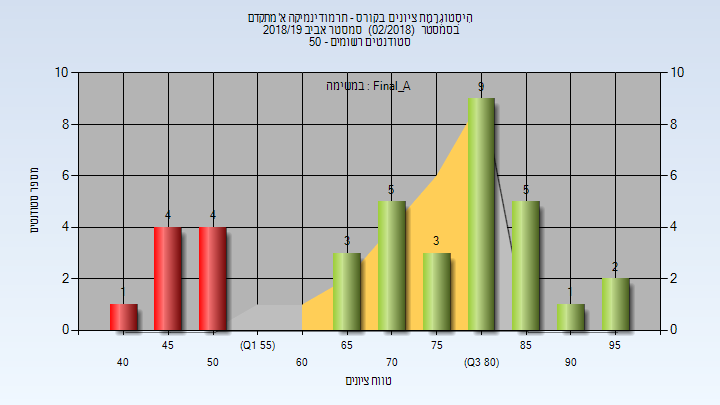 היסטוגרמת ציונים בקורס - תרמודינמיקה א' מתקדם
בסמסטר (02/2018) סמסטר אביב 2018/19
סטודנטים רשומים - 50
במשימה : Final_A
10 10
8 8
6 6
4 4
2 2
0 0
1 4 4 3 5 3 9 5 1 2
מספר סטודנטים
45 (Q1 55) 65 75 85 95
40 50 60 70 (Q3 80) 90
טווח ציונים